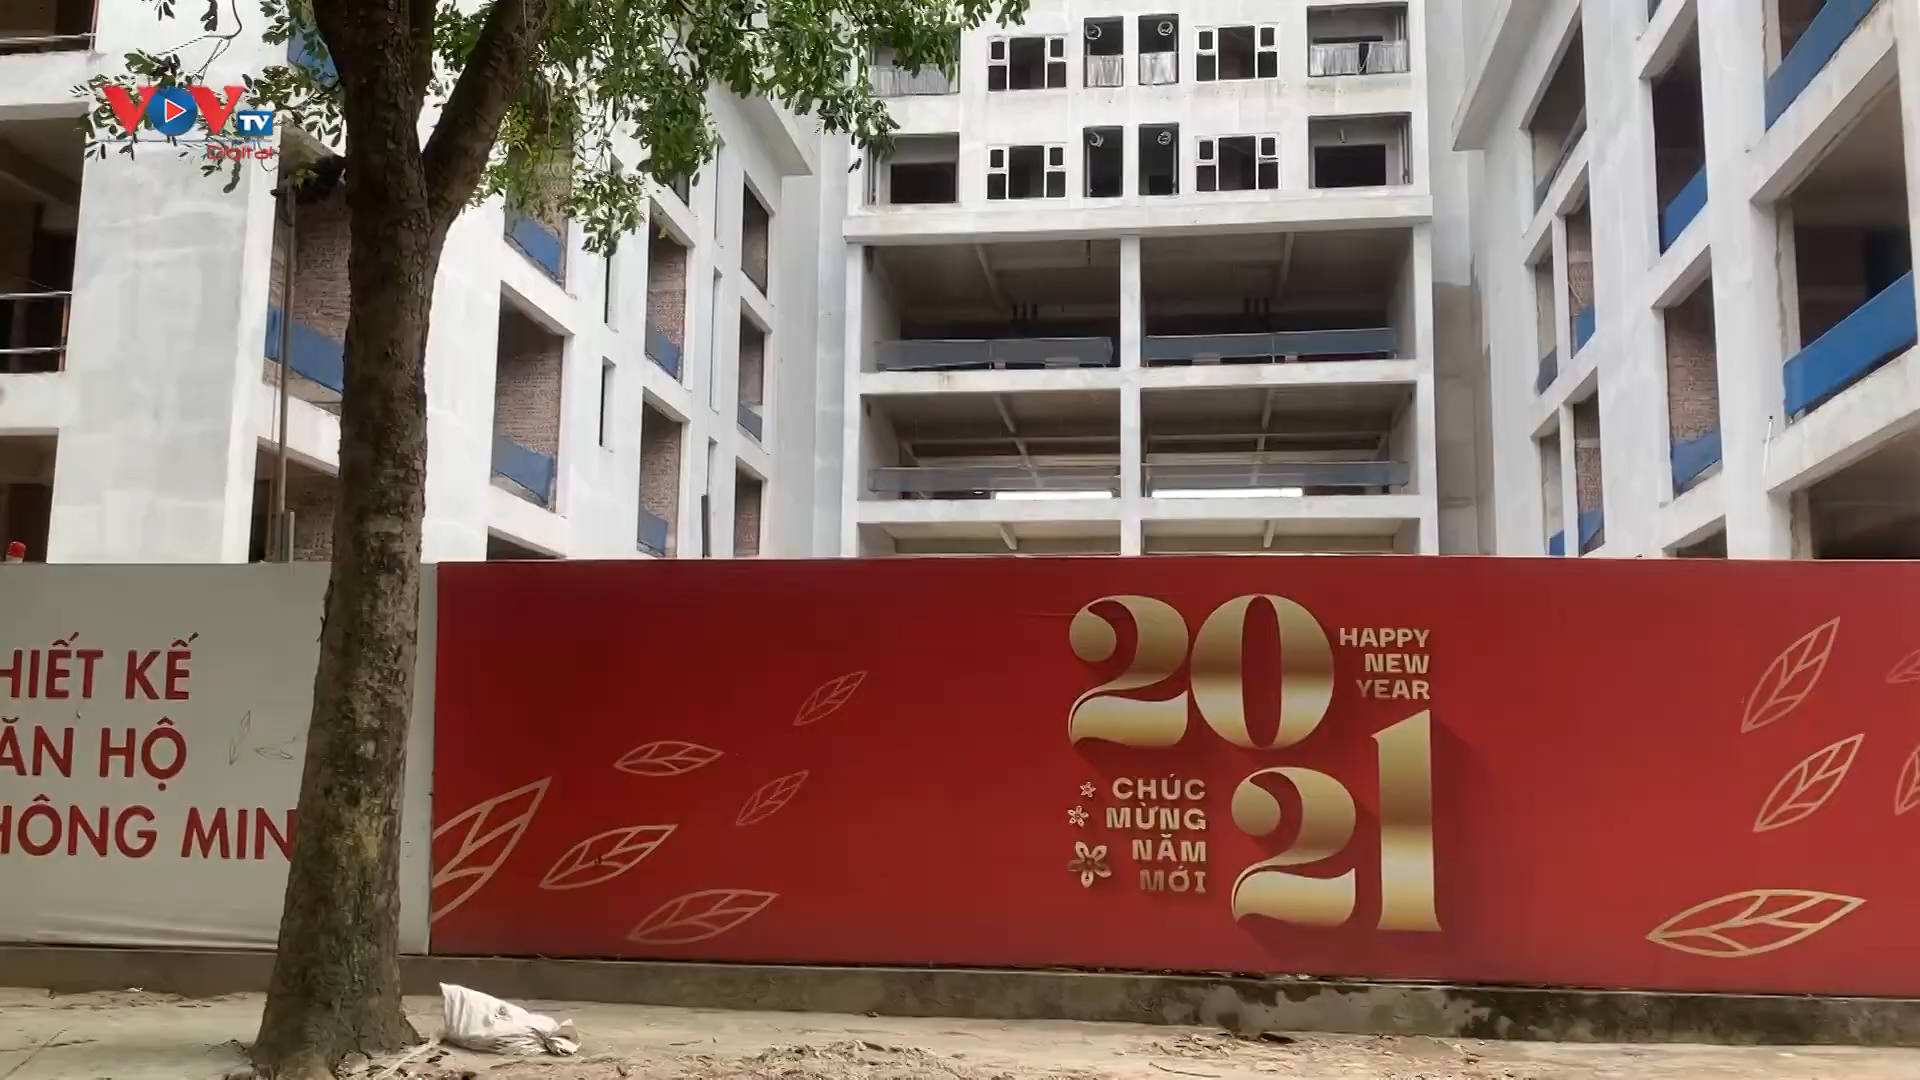 VOV TV
Digital
HIẾT KẾ
ĂN HỘ
HÔNG MIN
20
HAPPY
NEW
YEAR
21
CHÚC
MỪNG
NĂM
MỚI